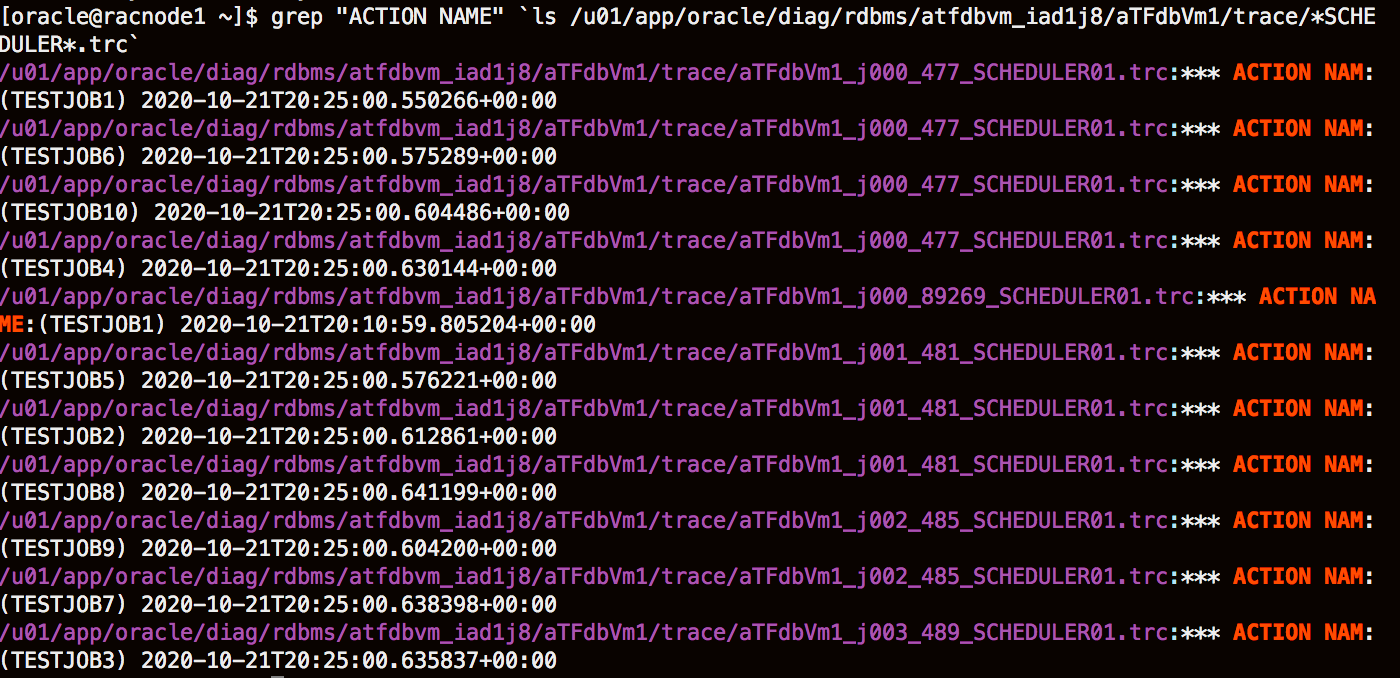 [oracle@racnode1 ~]$ grep "ACTION NAME" `ls /u01/app/oracle/diag/rdbms/atfdbvm_iad1j8/aTFdbVm1/trace/*SCHE
DULER*.trc`
/u01/app/oracle/diag/rdbms/atfdbvm_iad1j8/aTFdbVm1/trace/aTFdbVm1_j000_477_SCHEDULER01.trc:*** ACTION NAM:
(TESTJOB1) 2020-10-21T20:25:00.550266+00:00
/u01/app/oracle/diag/rdbms/atfdbvm_iad1j8/aTFdbVm1/trace/aTFdbVm1_j000_477_SCHEDULER01.trc:*** ACTION NAM:
(TESTJOB6) 2020-10-21T20:25:00.575289+00:00
/u01/app/oracle/diag/rdbms/atfdbvm_iad1j8/aTFdbVm1/trace/aTFdbVm1_j000_477_SCHEDULER01.trc:*** ACTION NAM:
(TESTJOB10) 2020-10-21T20:25:00.604486+00:00
/u01/app/oracle/diag/rdbms/atfdbvm_iad1j8/aTFdbVm1/trace/aTFdbVm1_j000_477_SCHEDULER01.trc:*** ACTION NAM:
(TESTJOB4) 2020-10-21T20:25:00.630144+00:00
/u01/app/oracle/diag/rdbms/atfdbvm_iad1j8/aTFdbVm1/trace/aTFdbVm1_j000_89269_SCHEDULER01.trc:*** ACTION NA
ME:(TESTJOB1) 2020-10-21T20:10:59.805204+00:00
/u01/app/oracle/diag/rdbms/atfdbvm_iad1j8/aTFdbVm1/trace/aTFdbVm1_j001_481_SCHEDULER01.trc:*** ACTION NAM:
(TESTJOB5) 2020-10-21T20:25:00.576221+00:00
/u01/app/oracle/diag/rdbms/atfdbvm_iad1j8/aTFdbVm1/trace/aTFdbVm1_j001_481_SCHEDULER01.trc:*** ACTION NAM:
(TESTJOB2) 2020-10-21T20:25:00.612861+00:00
/u01/app/oracle/diag/rdbms/atfdbvm_iad1j8/aTFdbVm1/trace/aTFdbVm1_j001_481_SCHEDULER01.trc:*** ACTION NAM:
(TESTJOB8) 2020-10-21T20:25:00.641199+00:00
/u01/app/oracle/diag/rdbms/atfdbvm_iad1j8/aTFdbVm1/trace/aTFdbVm1_j002_485_SCHEDULER01.trc:*** ACTION NAM:
(TESTJOB9) 2020-10-21T20:25:00.604200+00:00
/u01/app/oracle/diag/rdbms/atfdbvm_iad1j8/aTFdbVm1/trace/aTFdbVm1_j002_485_SCHEDULER01.trc:*** ACTION NAM:
(TESTJOB7) 2020-10-21T20:25:00.638398+00:00
/u01/app/oracle/diag/rdbms/atfdbvm_iad1j8/aTFdbVm1/trace/aTFdbVm1_j003_489_SCHEDULER01.trc:*** ACTION NAM:
(TESTJOB3) 2020-10-21T20:25:00.635837+00:00